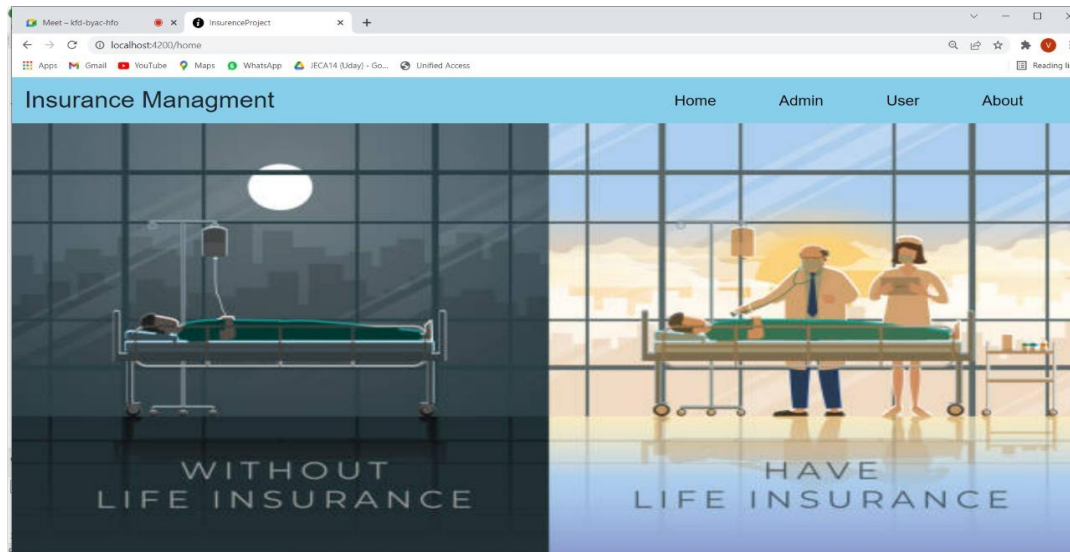 Meet – kfd-byac-hfo
InsurenceProject
localhost:4200/home
Apps Gmail YouTube Maps WhatsApp JECA14 (Uday) - Go... Unified Access
Reading li
V
Insurance Managment
Home Admin User About
WITHOUT
LIFE INSURANCE
HAVE
LIFE INSURANCE